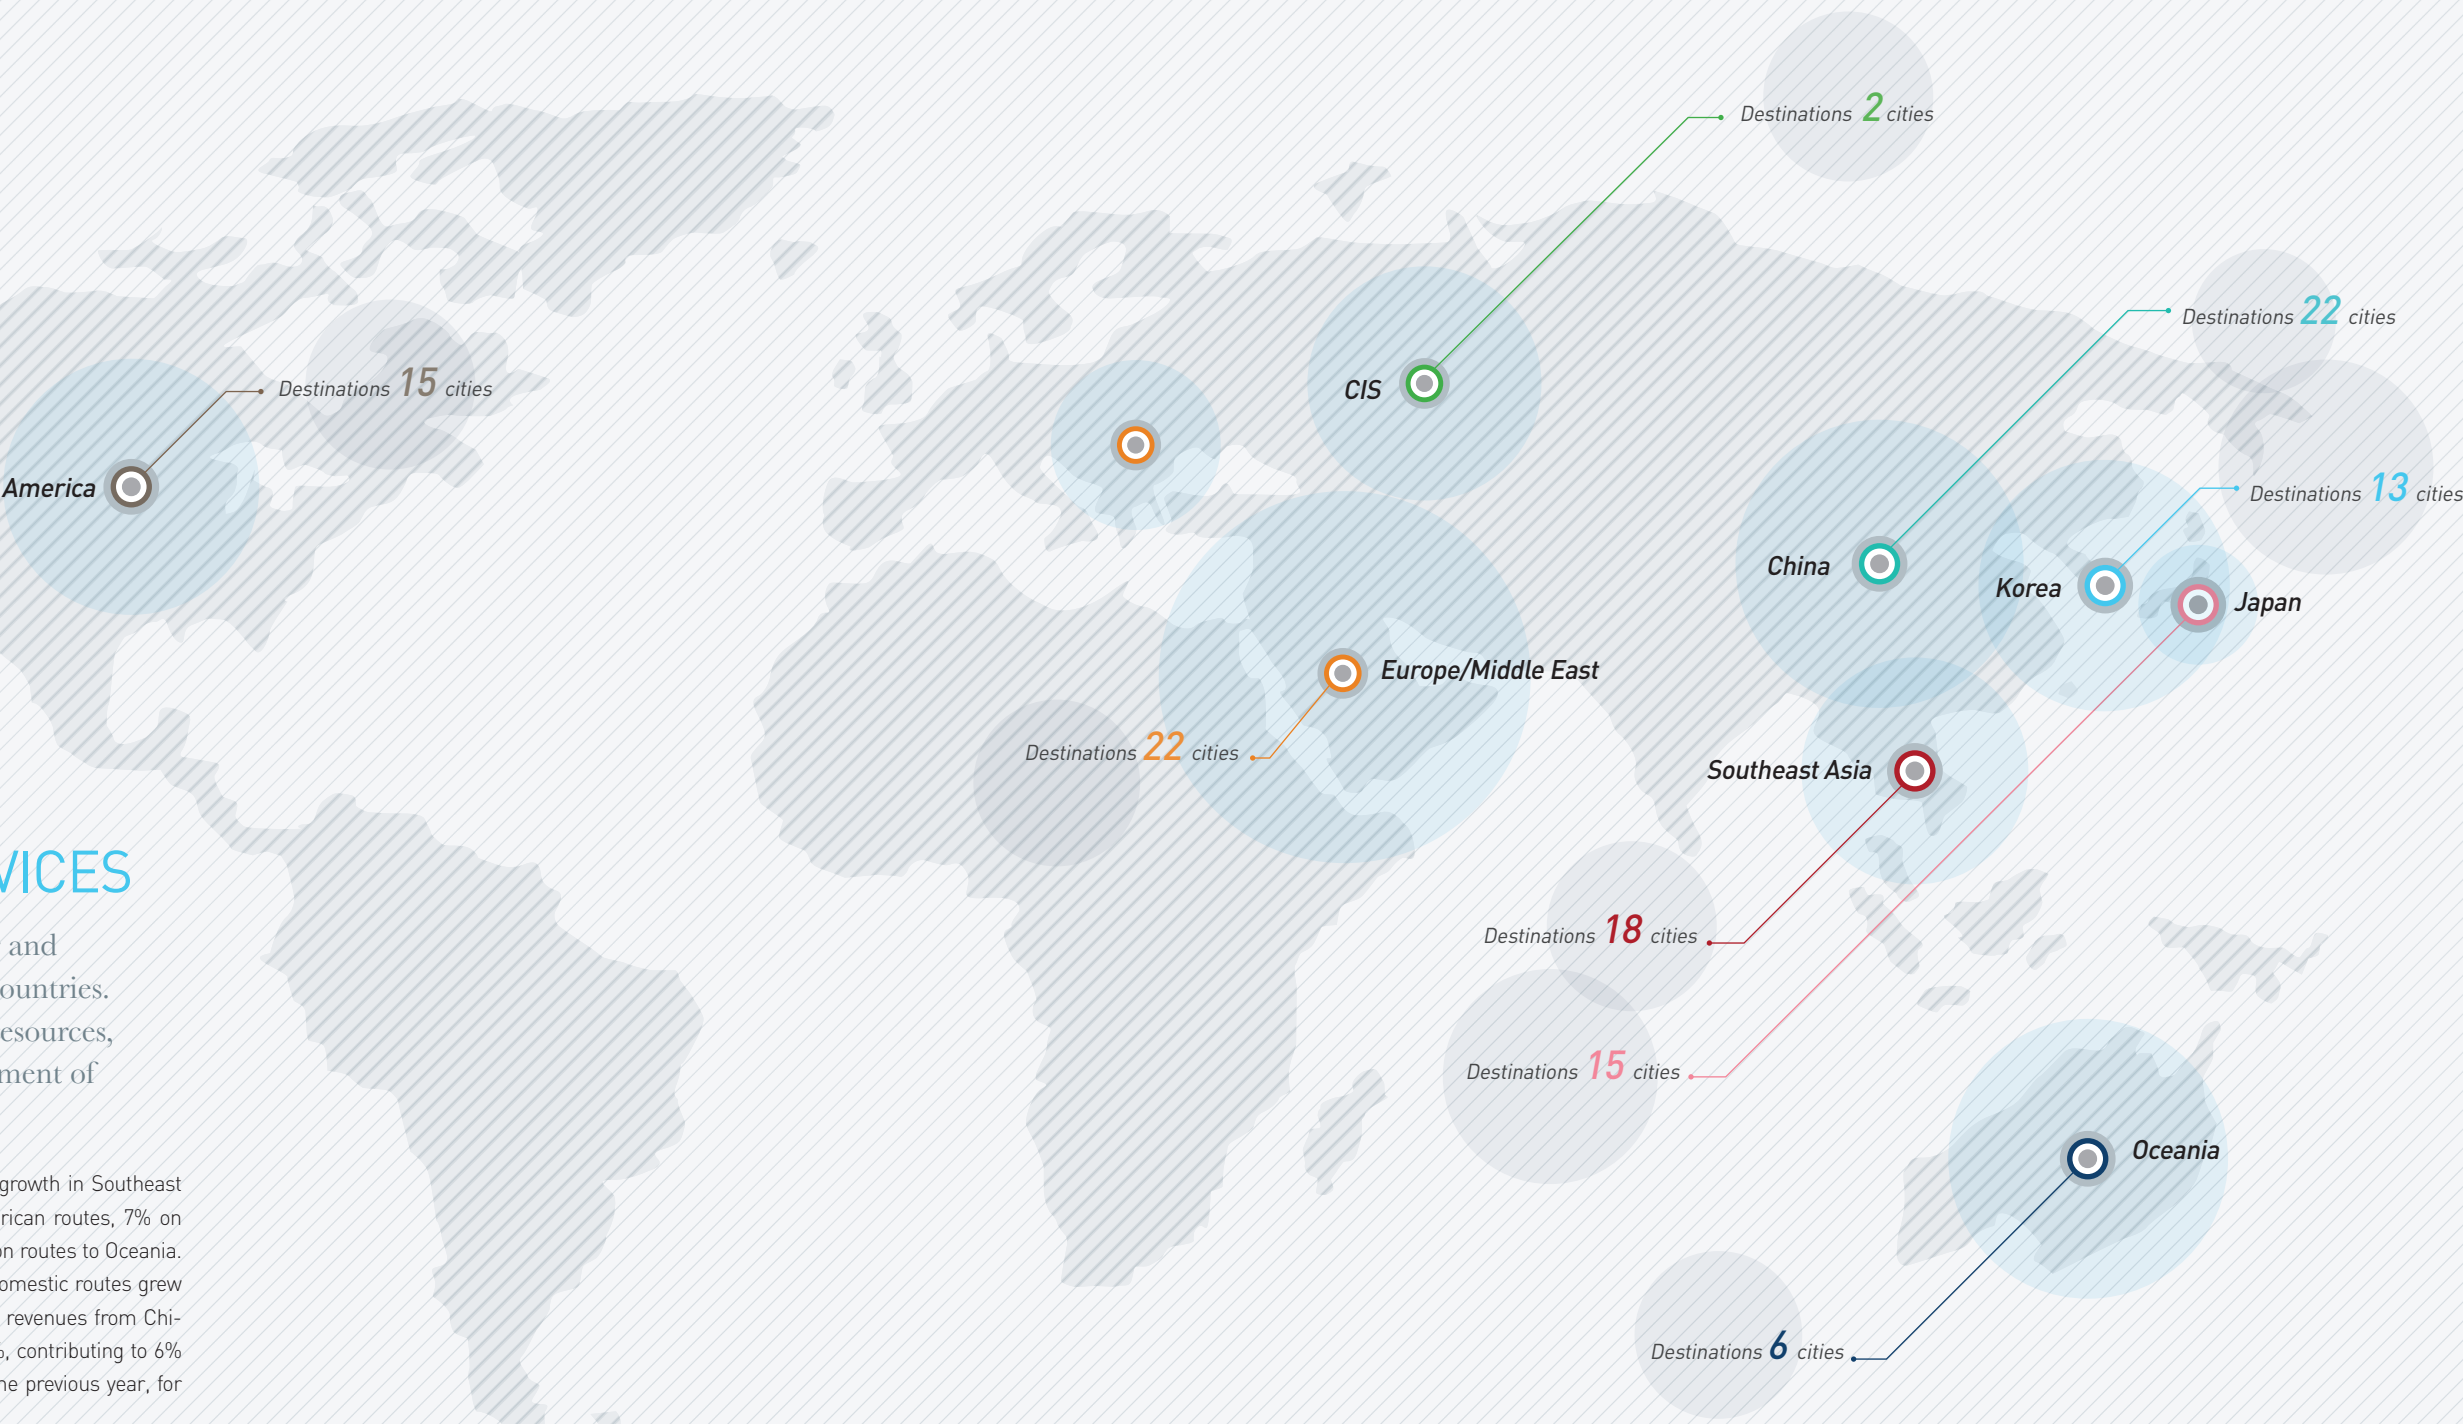 Destinations 2 cities
Destinations 22 cities
Destinations 15 cities
CIS
America
Destinations 13 cities
China
Korea
Japan
Europe/Middle East
Destinations 22 cities
Southeast Asia
VICES
Destinations 18 cities
and
ountries.
esources,
ment of
Destinations 15 cities
Oceania
growth in Southeast
rican routes, 7% on
on routes to Oceania.
omestic routes grew
revenues from Chi-
%, contributing to 6%
he previous year, for
Destinations 6 cities